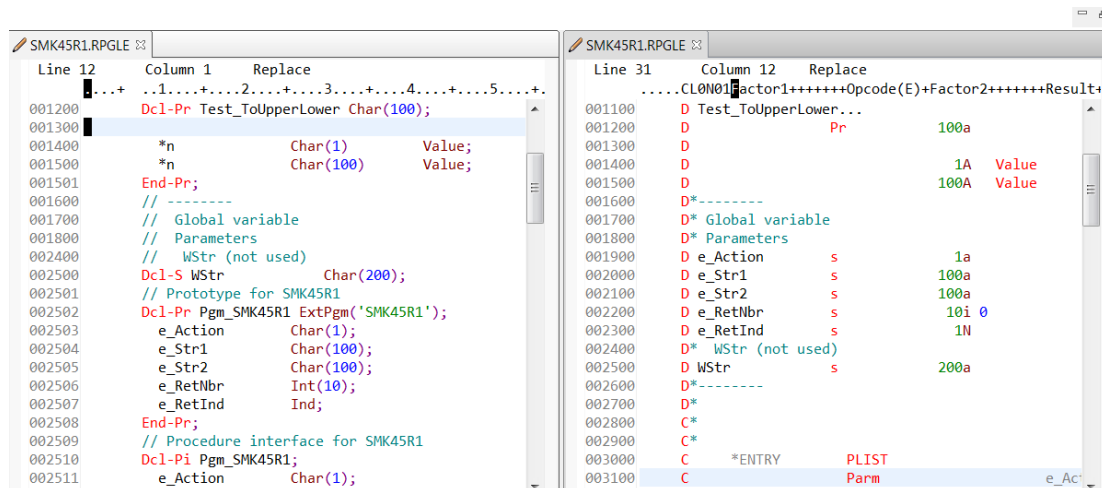 SMK45R1.RPGLE
Line 12 Column 1 Replace
....+ ..1....+....2....+....3....+....4....+....5....+.
001200 Dcl-Pr Test_ToUpperLower Char(100);
001300
001400 *n Char(1) Value;
001500 *n Char(100) Value;
001501 End-Pr;
001600 // --------
001700 // Global variable
001800 // Parameters
002400 // WStr (not used)
002500 Dcl-S WStr Char(200);
002501 // Prototype for SMK45R1
002502 Dcl-Pr Pgm_SMK45R1 ExtPgm('SMK45R1');
002503 e_Action Char(1);
002504 e_Str1 Char(100);
002505 e_Str2 Char(100);
002506 e_RetNbr Int(10);
002507 e_RetInd Ind;
002508 End-Pr;
002509 // Procedure interface for SMK45R1
002510 Dcl-Pi Pgm_SMK45R1;
002511 e_Action Char(1);
SMK45R1.RPGLE
Line 31 Column 12 Replace
.....CL0N01Factor1+++++++Opcode(E)+Factor2+++++++Result+
001100 D Test_ToUpperLower...
001200 D Pr 100a
001300 D
001400 D 1A Value
001500 D 100A Value
001600 D*--------
001700 D* Global variable
001800 D* Parameters
001900 D e_Action s 1a
002000 D e_Str1 s 100a
002100 D e_Str2 s 100a
002200 D e_RetNbr s 10i 0
002300 D e_RetInd s 1N
002400 D* WStr (not used)
002500 D WStr s 200a
002600 D*--------
002700 D*
002800 C*
002900 C*
003000 C *ENTRY PLIST
003100 C Parm e_Act